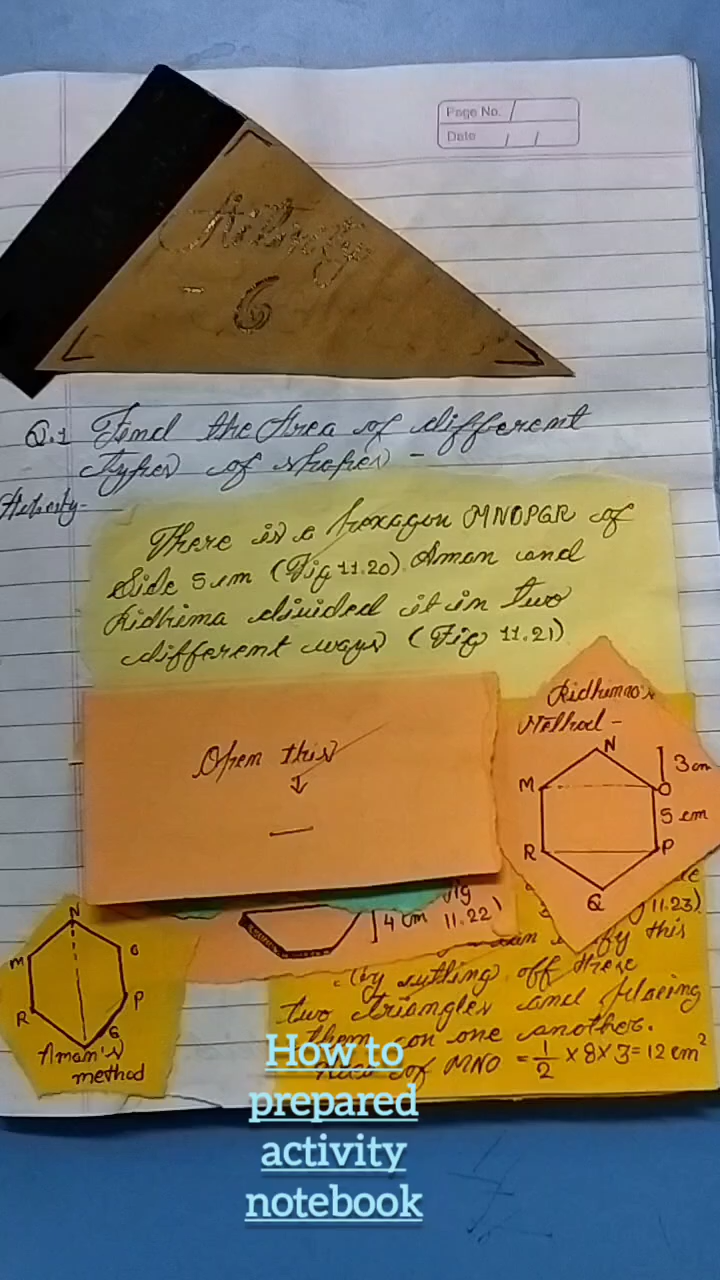 Page No.
Date / /
Activity
- 6
Q.1 Find the Area of different
types of shapes -
Activity-
There is a hexagon MNOPQR of
Side 5 cm (Fig 11.20). Aman and
Ridhima divided it in two
different ways (Fig 11.21)
Open this
↓
Ridhima's
Method -
N
M
O
3 cm
5 cm
R
P
Q
4 cm
Fig
11.22)
11.23)
this
off these
two triangles and placing
them on one another.
Area of MNO = 1/2 × 8 × 3 = 12 cm²
N
M
O
R
P
Q
Aman's
method
How to
prepared
activity
notebook